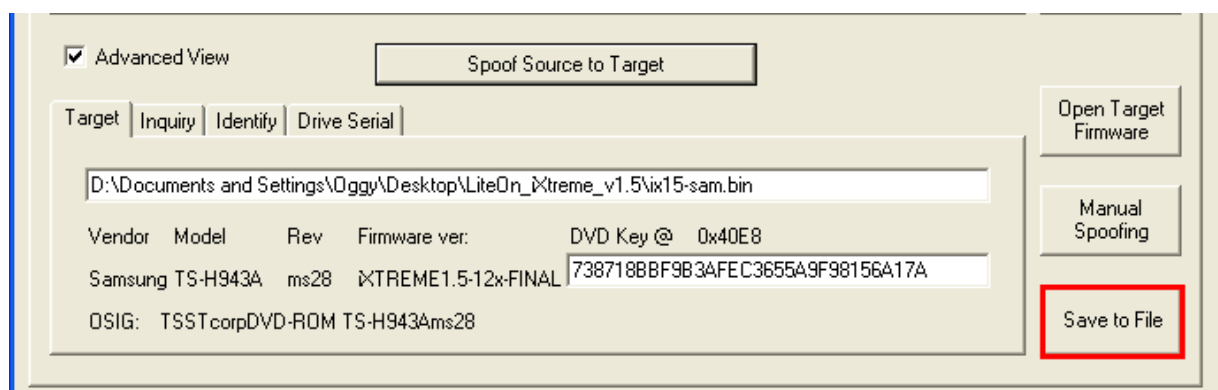 Advanced View
Spoof Source to Target
Target Inquiry Identify Drive Serial
Open Target
Firmware
D:\Documents and Settings\Oggy\Desktop\LiteOn_iXtreme_v1.5\ix15-sam.bin
Manual
Spoofing
Vendor Model Rev Firmware ver: DVD Key @ 0x40E8
Samsung TS-H943A ms28 iXTREME1.5-12x-FINAL 738718BBF9B3AFEC3655A9F98156A17A
OSIG: TSSTcorpDVD-ROM TS-H943Ams28
Save to File